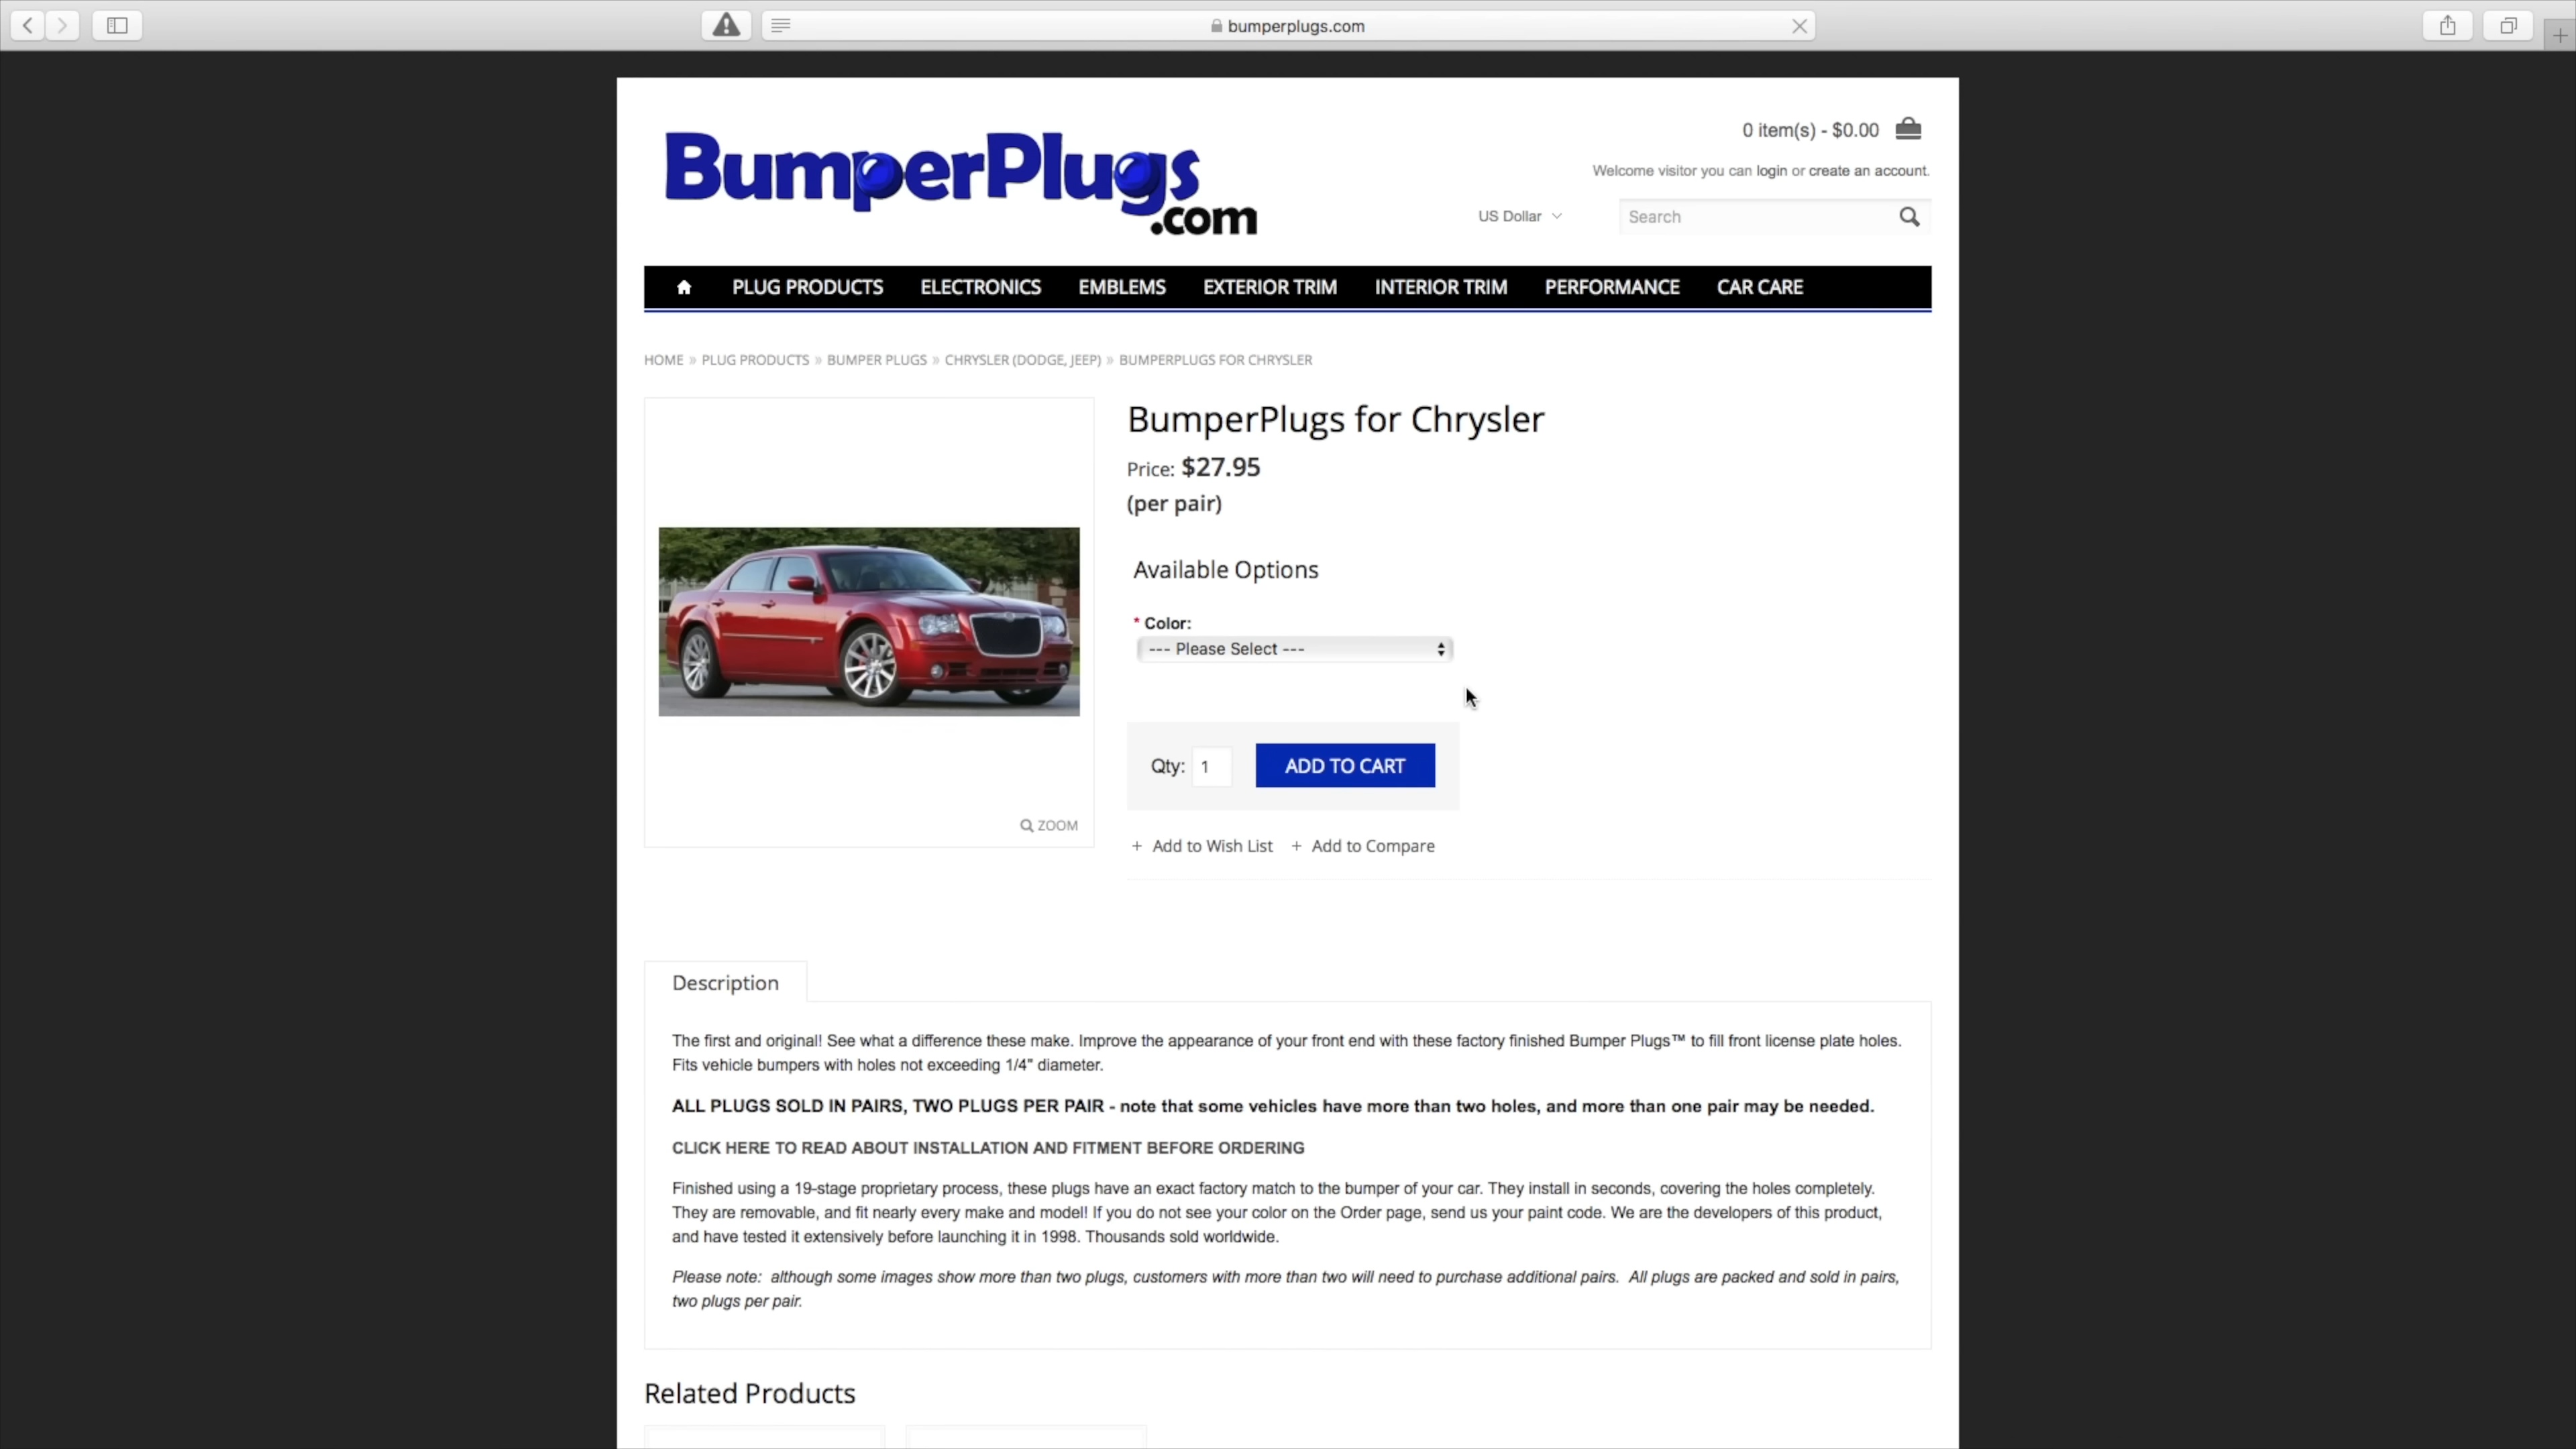 bumperplugs.com
BumperPlugs
.com
0 item(s) - $0.00
Welcome visitor you can login or create an account.
US Dollar
Search
PLUG PRODUCTS ELECTRONICS EMBLEMS EXTERIOR TRIM INTERIOR TRIM PERFORMANCE CAR CARE
HOME » PLUG PRODUCTS » BUMPER PLUGS » CHRYSLER (DODGE, JEEP) » BUMPERPLUGS FOR CHRYSLER
BumperPlugs for Chrysler
Price: $27.95
(per pair)
Available Options
* Color:
--- Please Select ---
Qty: 1 ADD TO CART
ZOOM
+ Add to Wish List + Add to Compare
Description
The first and original! See what a difference these make. Improve the appearance of your front end with these factory finished Bumper Plugs™ to fill front license plate holes.
Fits vehicle bumpers with holes not exceeding 1/4" diameter.
ALL PLUGS SOLD IN PAIRS, TWO PLUGS PER PAIR - note that some vehicles have more than two holes, and more than one pair may be needed.
CLICK HERE TO READ ABOUT INSTALLATION AND FITMENT BEFORE ORDERING
Finished using a 19-stage proprietary process, these plugs have an exact factory match to the bumper of your car. They install in seconds, covering the holes completely.
They are removable, and fit nearly every make and model! If you do not see your color on the Order page, send us your paint code. We are the developers of this product,
and have tested it extensively before launching it in 1998. Thousands sold worldwide.
Please note: although some images show more than two plugs, customers with more than two will need to purchase additional pairs. All plugs are packed and sold in pairs,
two plugs per pair.
Related Products